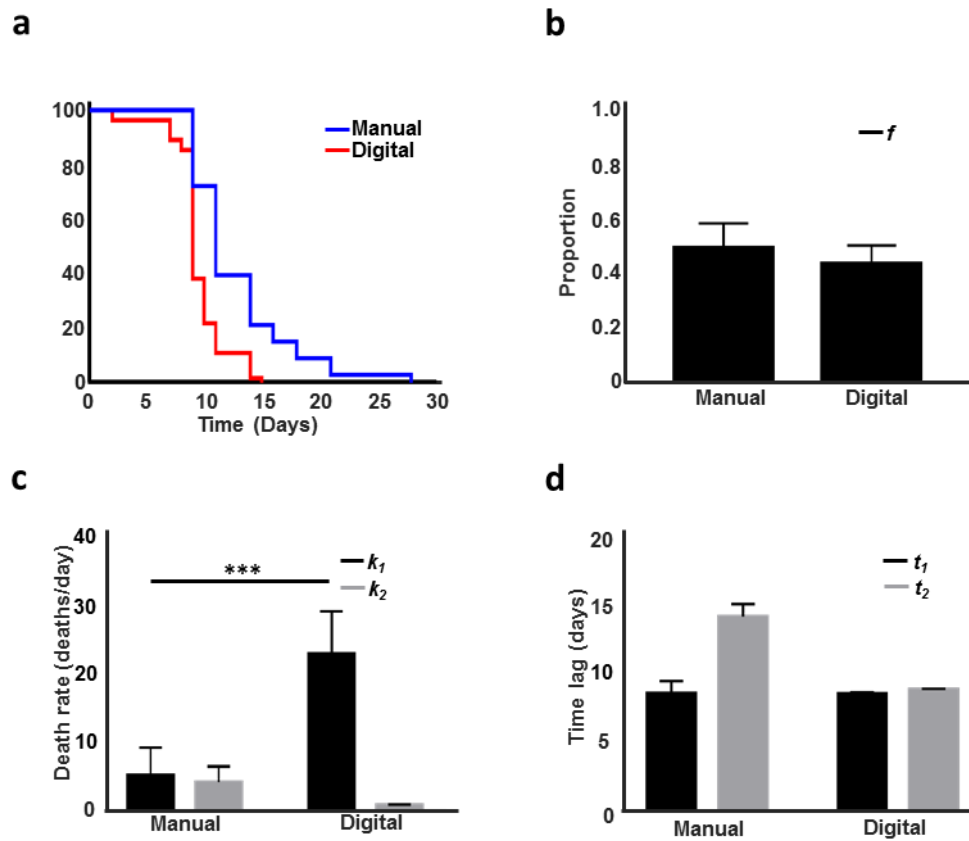 a
100
80
60
40
20
0
Manual
Digital
0 5 10 15 20 25 30
Time (Days)
b
1.0
0.8
0.6
0.4
0.2
0
Proportion
f
Manual Digital
c
40
30
20
10
0
Death rate (deaths/day)
***
k1
k2
Manual Digital
d
20
15
10
5
0
Time lag (days)
t1
t2
Manual Digital